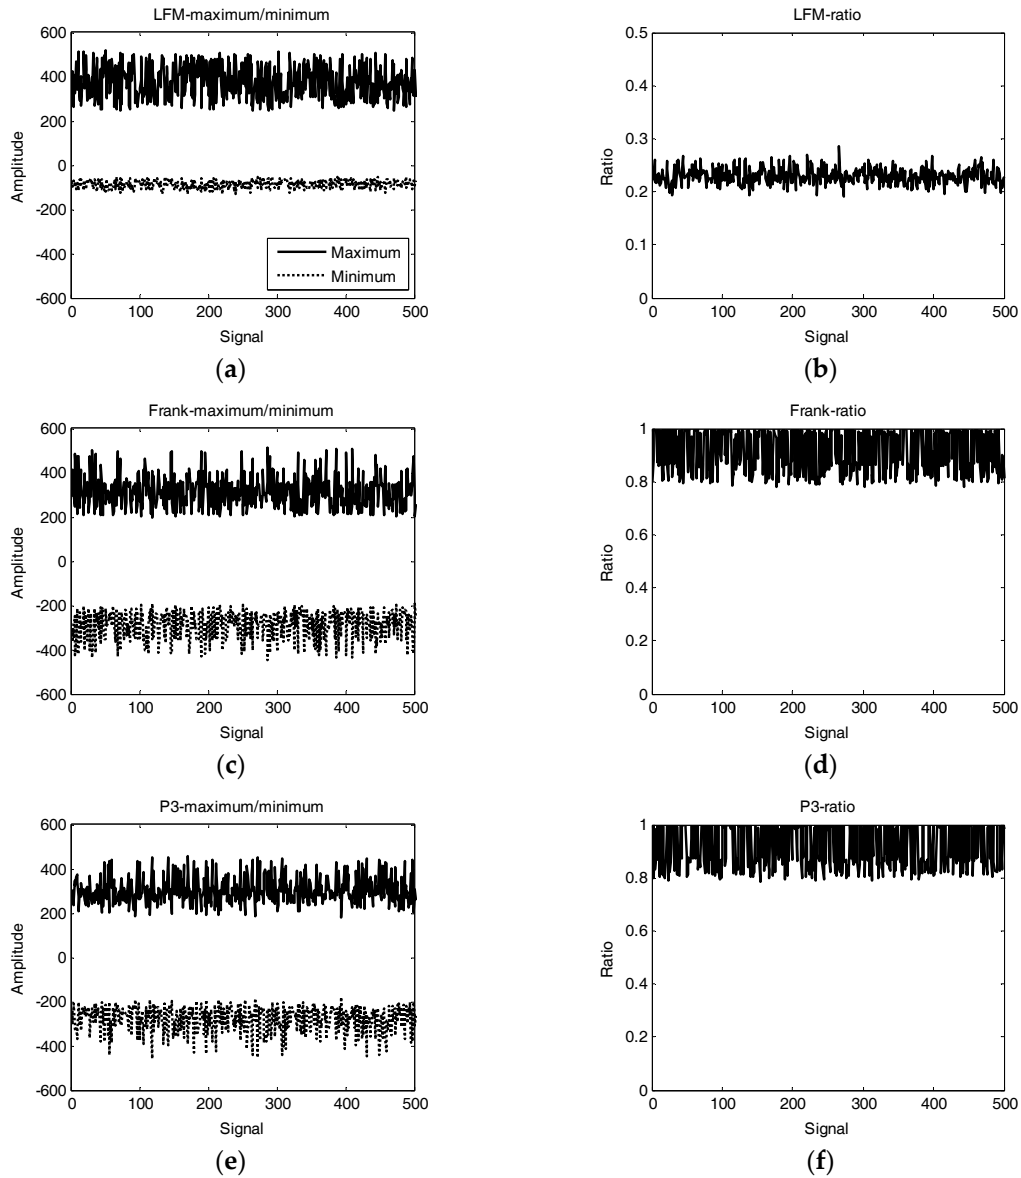 LFM-maximum/minimum
600
400
200
0
-200
-400
-600
Amplitude
Maximum
Minimum
0 100 200 300 400 500
Signal
(a)
LFM-ratio
0.5
0.4
0.3
0.2
0.1
0
Ratio
0 100 200 300 400 500
Signal
(b)
Frank-maximum/minimum
600
400
200
0
-200
-400
-600
Amplitude
0 100 200 300 400 500
Signal
(c)
Frank-ratio
1
0.8
0.6
0.4
0.2
0
Ratio
0 100 200 300 400 500
Signal
(d)
P3-maximum/minimum
600
400
200
0
-200
-400
-600
Amplitude
0 100 200 300 400 500
Signal
(e)
P3-ratio
1
0.8
0.6
0.4
0.2
0
Ratio
0 100 200 300 400 500
Signal
(f)